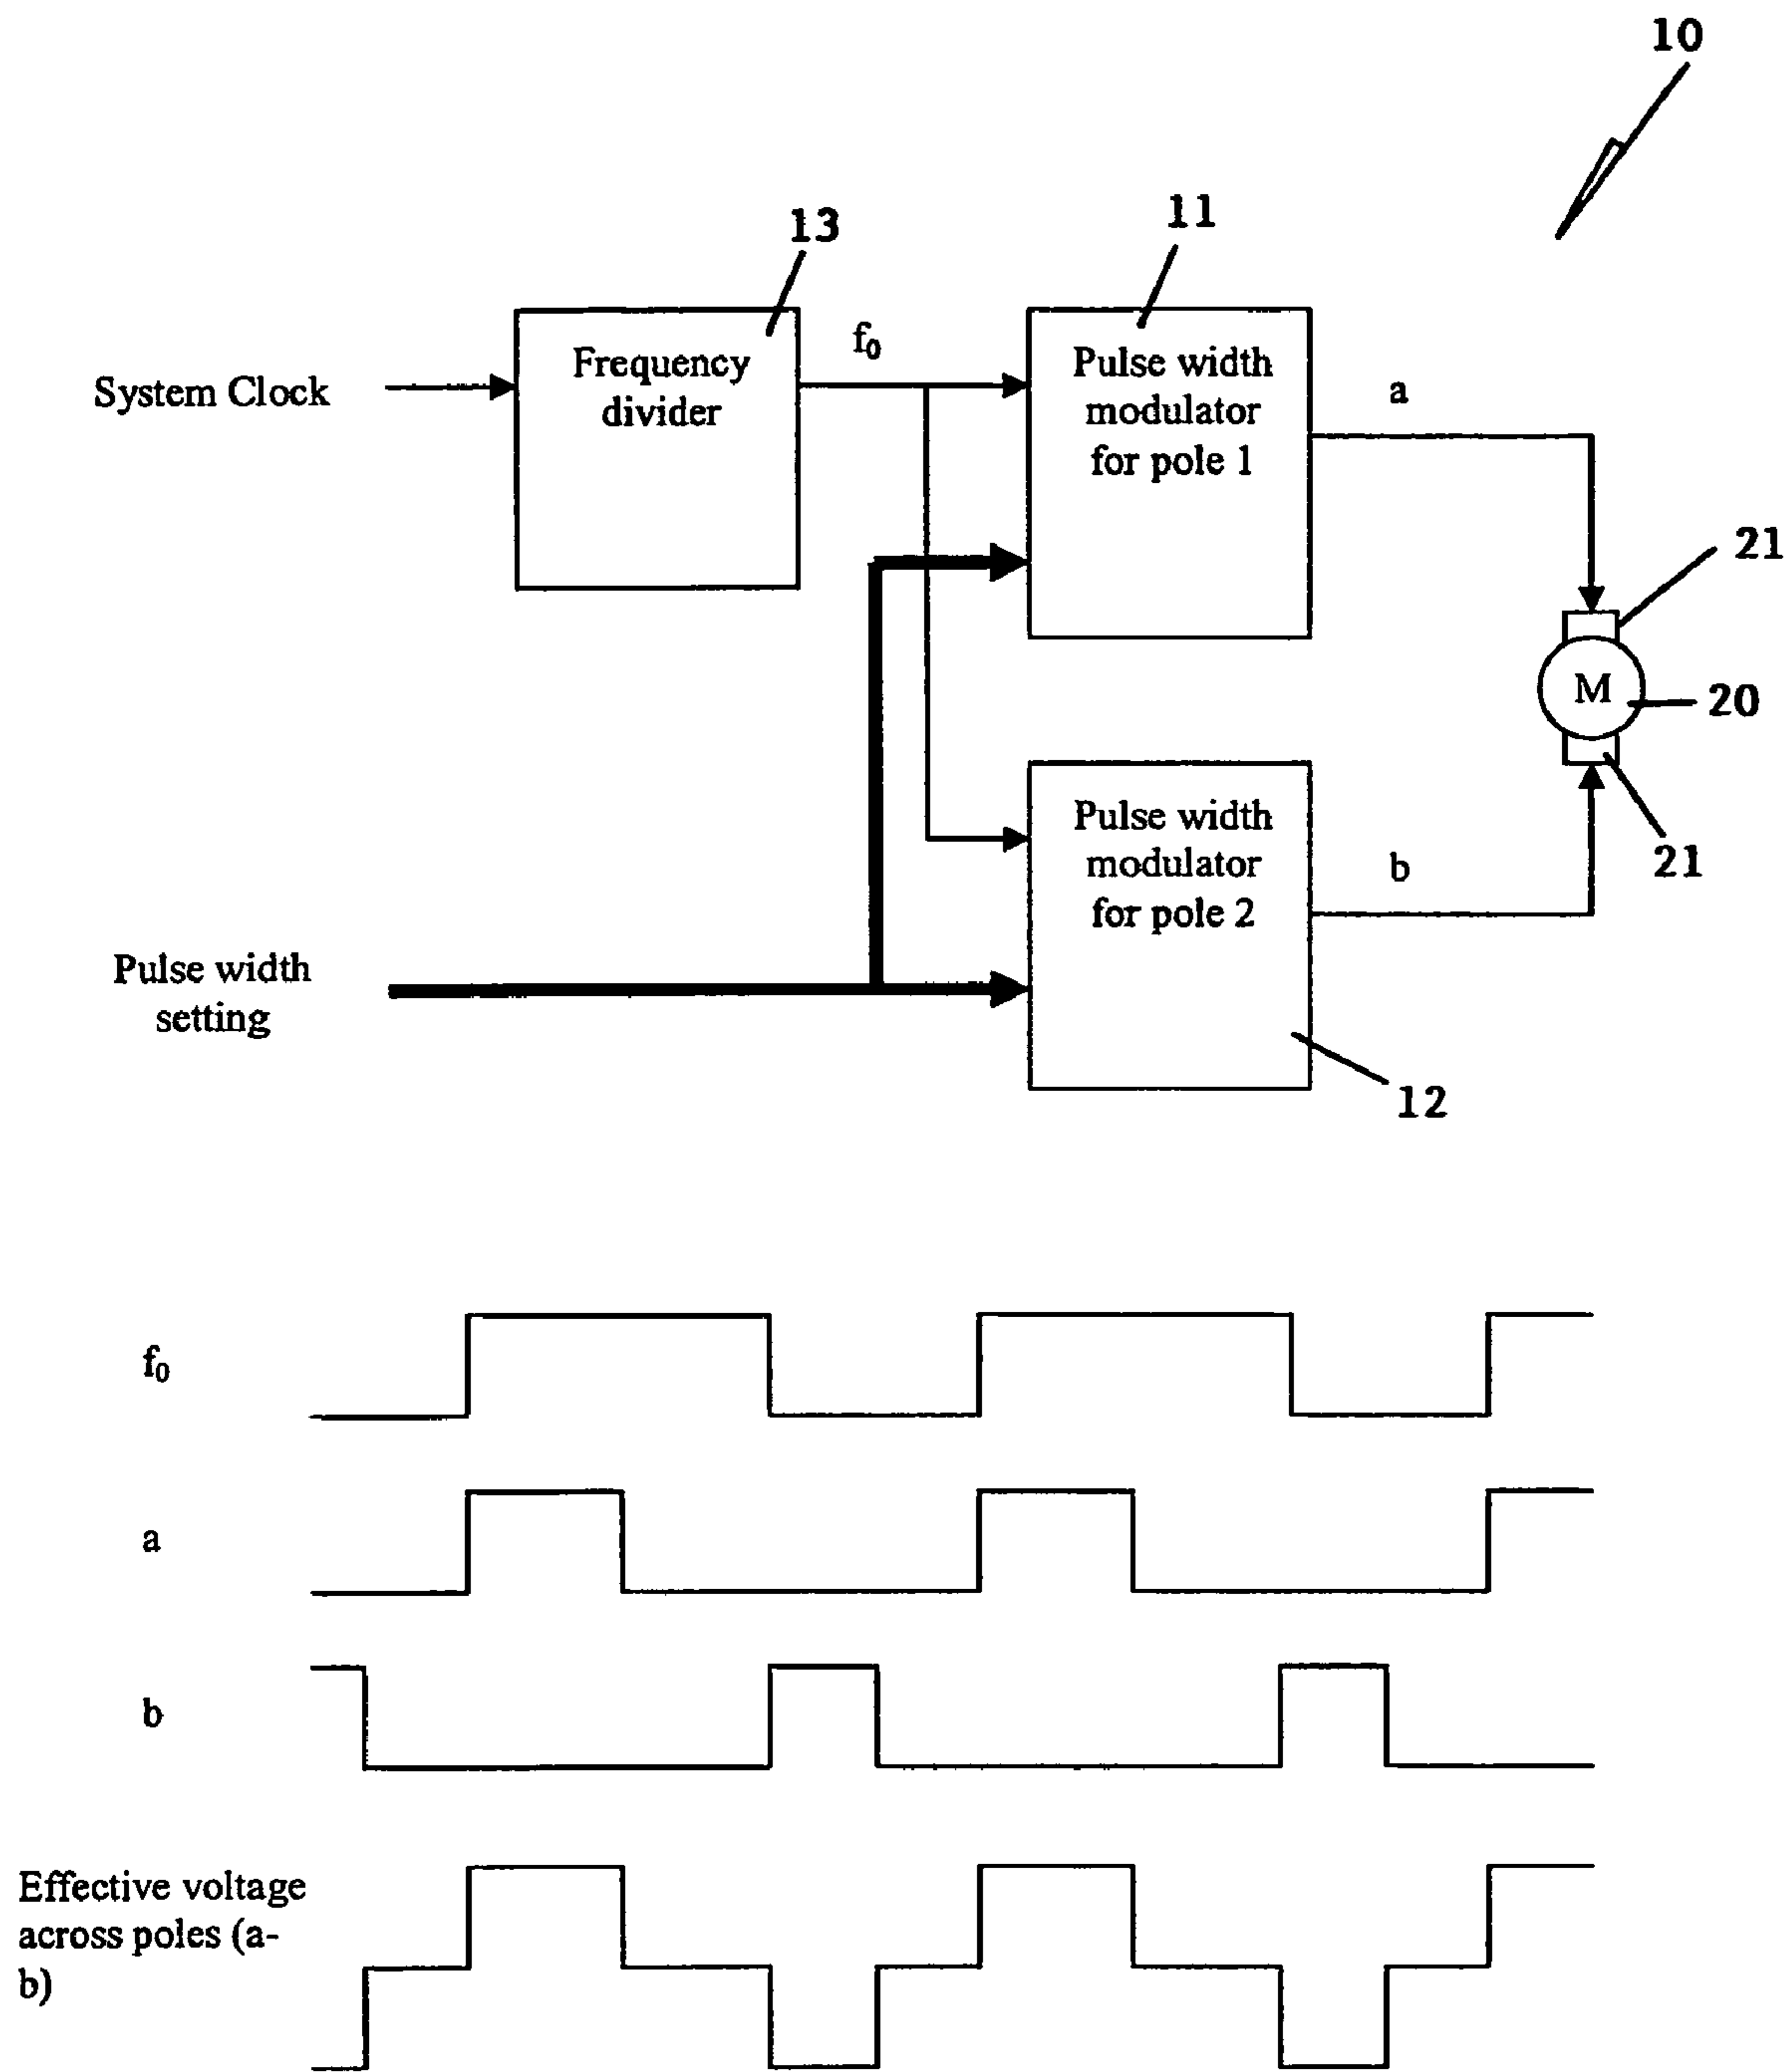 10
13
11
f₀
System Clock
Frequency
divider
Pulse width
modulator
for pole 1
a
21
M
20
Pulse width
modulator
for pole 2
b
21
Pulse width
setting
12
f₀
a
b
Effective voltage
across poles (a-
b)